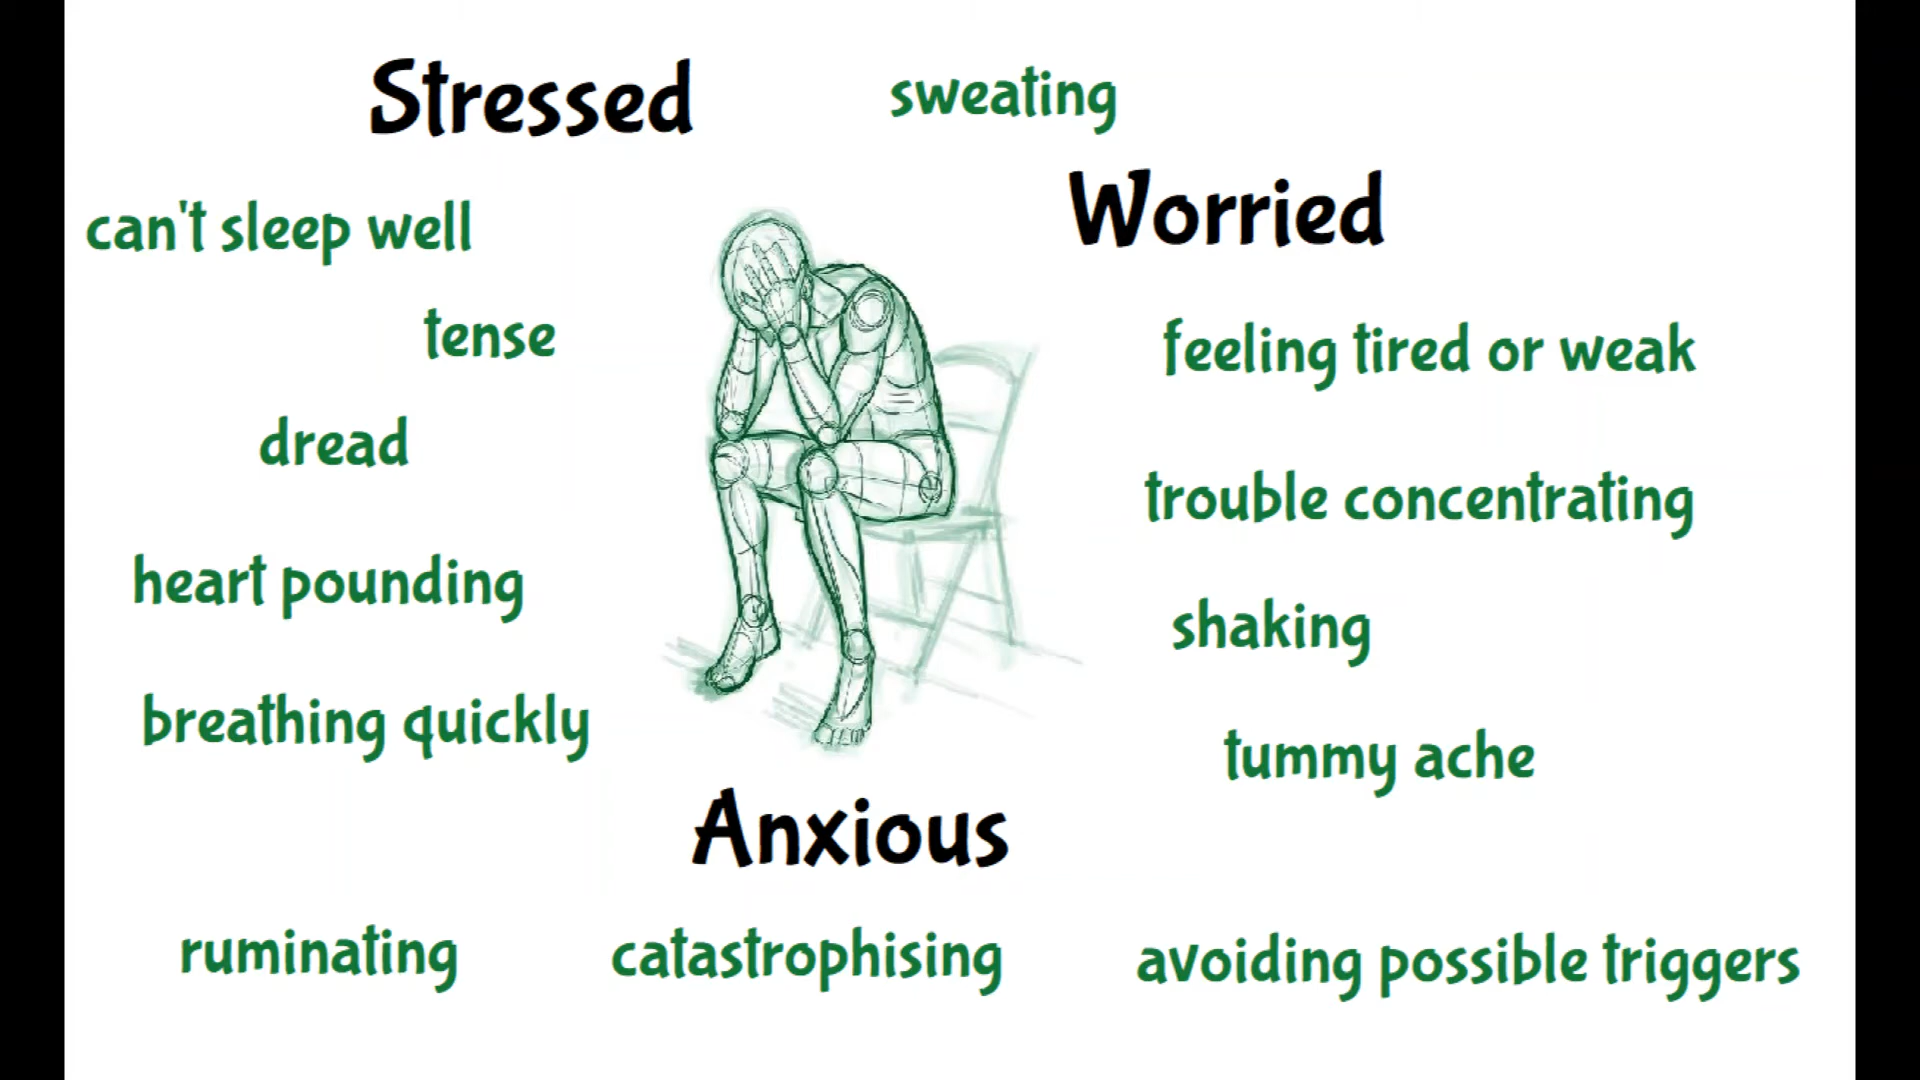 Stressed
sweating
Worried
can't sleep well
tense
feeling tired or weak
dread
trouble concentrating
heart pounding
shaking
breathing quickly
tummy ache
Anxious
ruminating
catastrophising
avoiding possible triggers